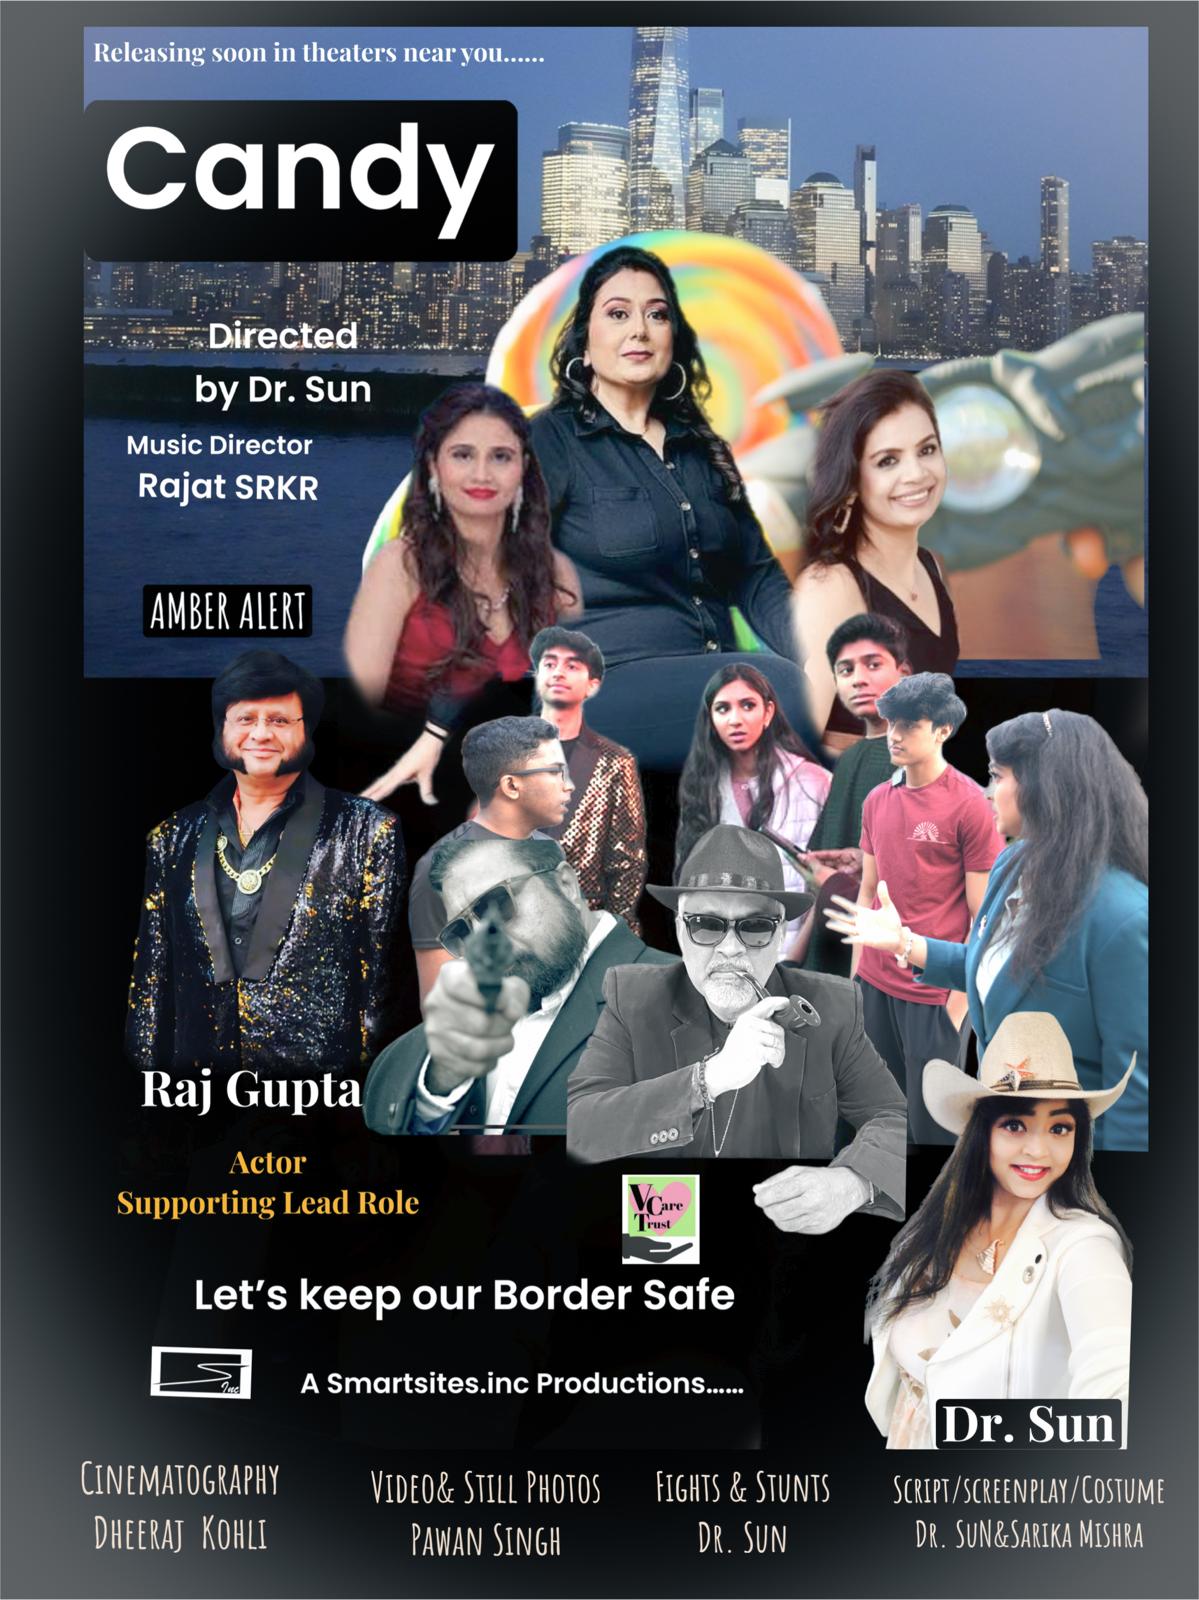 Releasing soon in theaters near you......
Candy
Directed
by Dr. Sun
Music Director
Rajat SRKR
AMBER ALERT
Raj Gupta
Actor
Supporting Lead Role
V Care
Trust
Let's keep our Border Safe
Inc
A Smartsites.inc Productions......
Dr. Sun
Cinematography
Dheeraj Kohli
Video& Still Photos
Pawan Singh
Fights & Stunts
Dr. Sun
Script/screenplay/Costume
Dr. SuN&Sarika Mishra